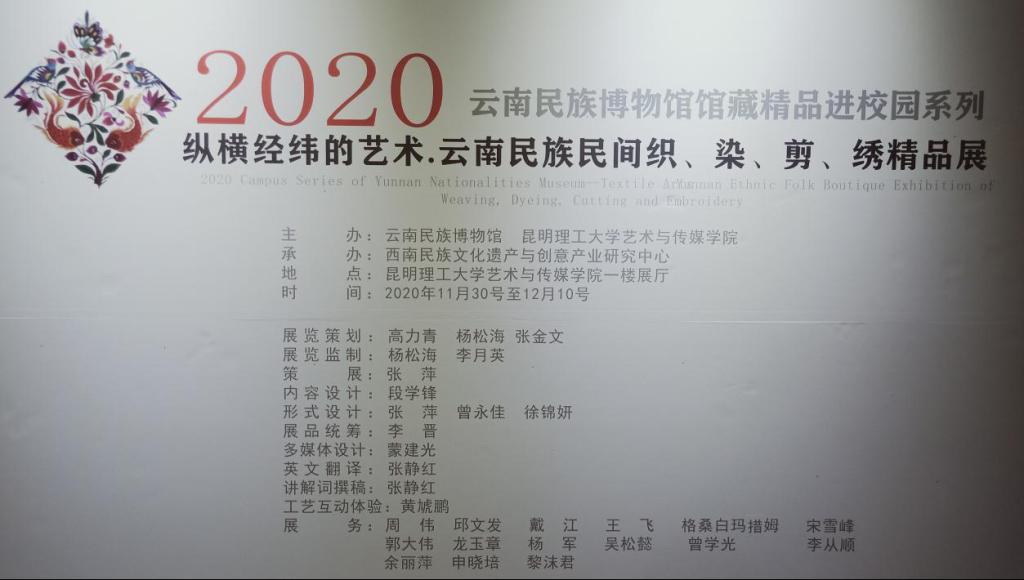 2020 云南民族博物馆馆藏精品进校园系列
纵横经纬的艺术.云南民族民间织、染、剪、绣精品展
2020 Campus Series of Yunnan Nationalities Museum--Textile Art Yunnan Ethnic Folk Boutique Exhibition of
Weaving, Dyeing, Cutting and Embroidery
主办：云南民族博物馆 昆明理工大学艺术与传媒学院
承办：西南民族文化遗产与创意产业研究中心
地点：昆明理工大学艺术与传媒学院一楼展厅
时间：2020年11月30号至12月10号
展览策划：高力青 杨松海 张金文
展览监制：杨松海 李月英
策展：张萍
内容设计：段学锋
形式设计：张萍 曾永佳 徐锦妍
展品统筹：李晋
多媒体设计：蒙建光
英文翻译：张静红
讲解词撰稿：张静红
工艺互动体验：黄虓鹏
展务：周伟 邱文发 戴江 王飞 格桑白玛措姆 宋雪峰
郭大伟 龙玉章 杨军 吴松懿 曾学光 李从顺
余丽萍 申晓培 黎沫君